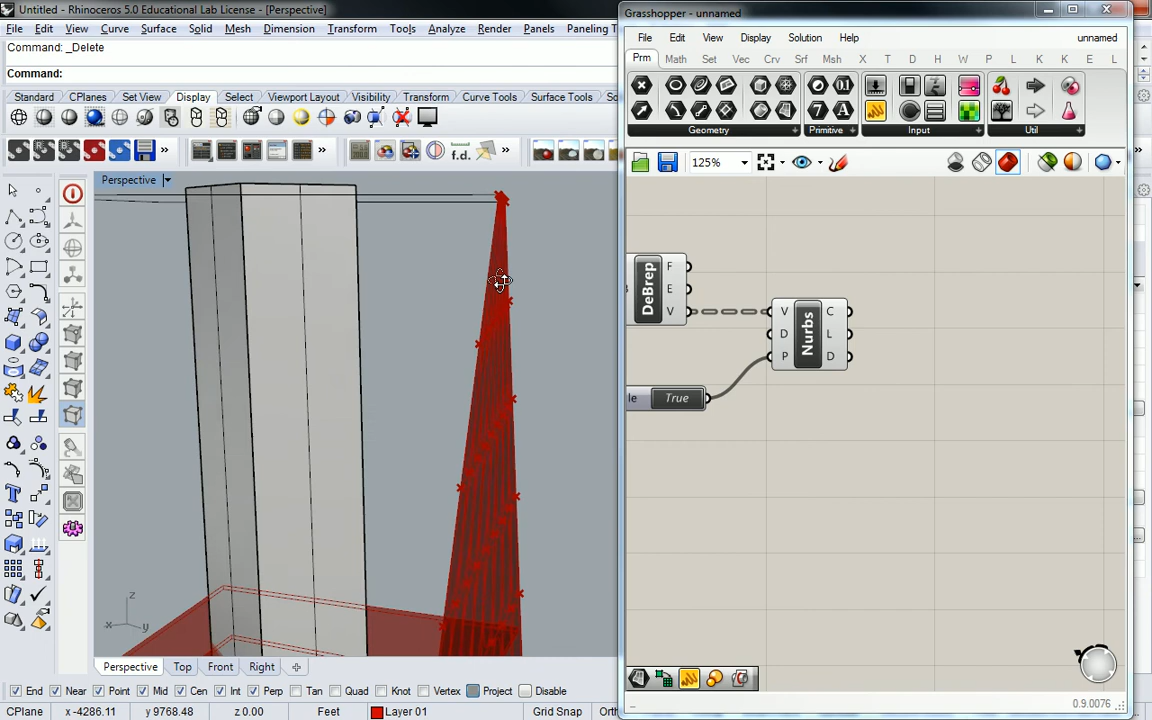 Untitled - Rhinoceros 5.0 Educational Lab License - [Perspective]
File Edit View Curve Surface Solid Mesh Dimension Transform Tools Analyze Render Panels Paneling T
Command: _Delete
Command:
Standard CPlanes Set View Display Select Viewport Layout Visibility Transform Curve Tools Surface Tools So
f.d.
Perspective
z
x y
Perspective Top Front Right
End Near Point Mid Cen Int Perp Tan Quad Knot Vertex Project Disable
CPlane x -4286.11 y 9768.48 z 0.00 Feet Layer 01 Grid Snap Orth
Grasshopper - unnamed
File Edit View Display Solution Help unnamed
Prm Math Set Vec Crv Srf Msh X T D H W P L K K E L
Geometry Primitive Input Util
125%
DeBrep
F
E
V
V
D
P
Nurbs
C
L
D
le True
0.9.0076